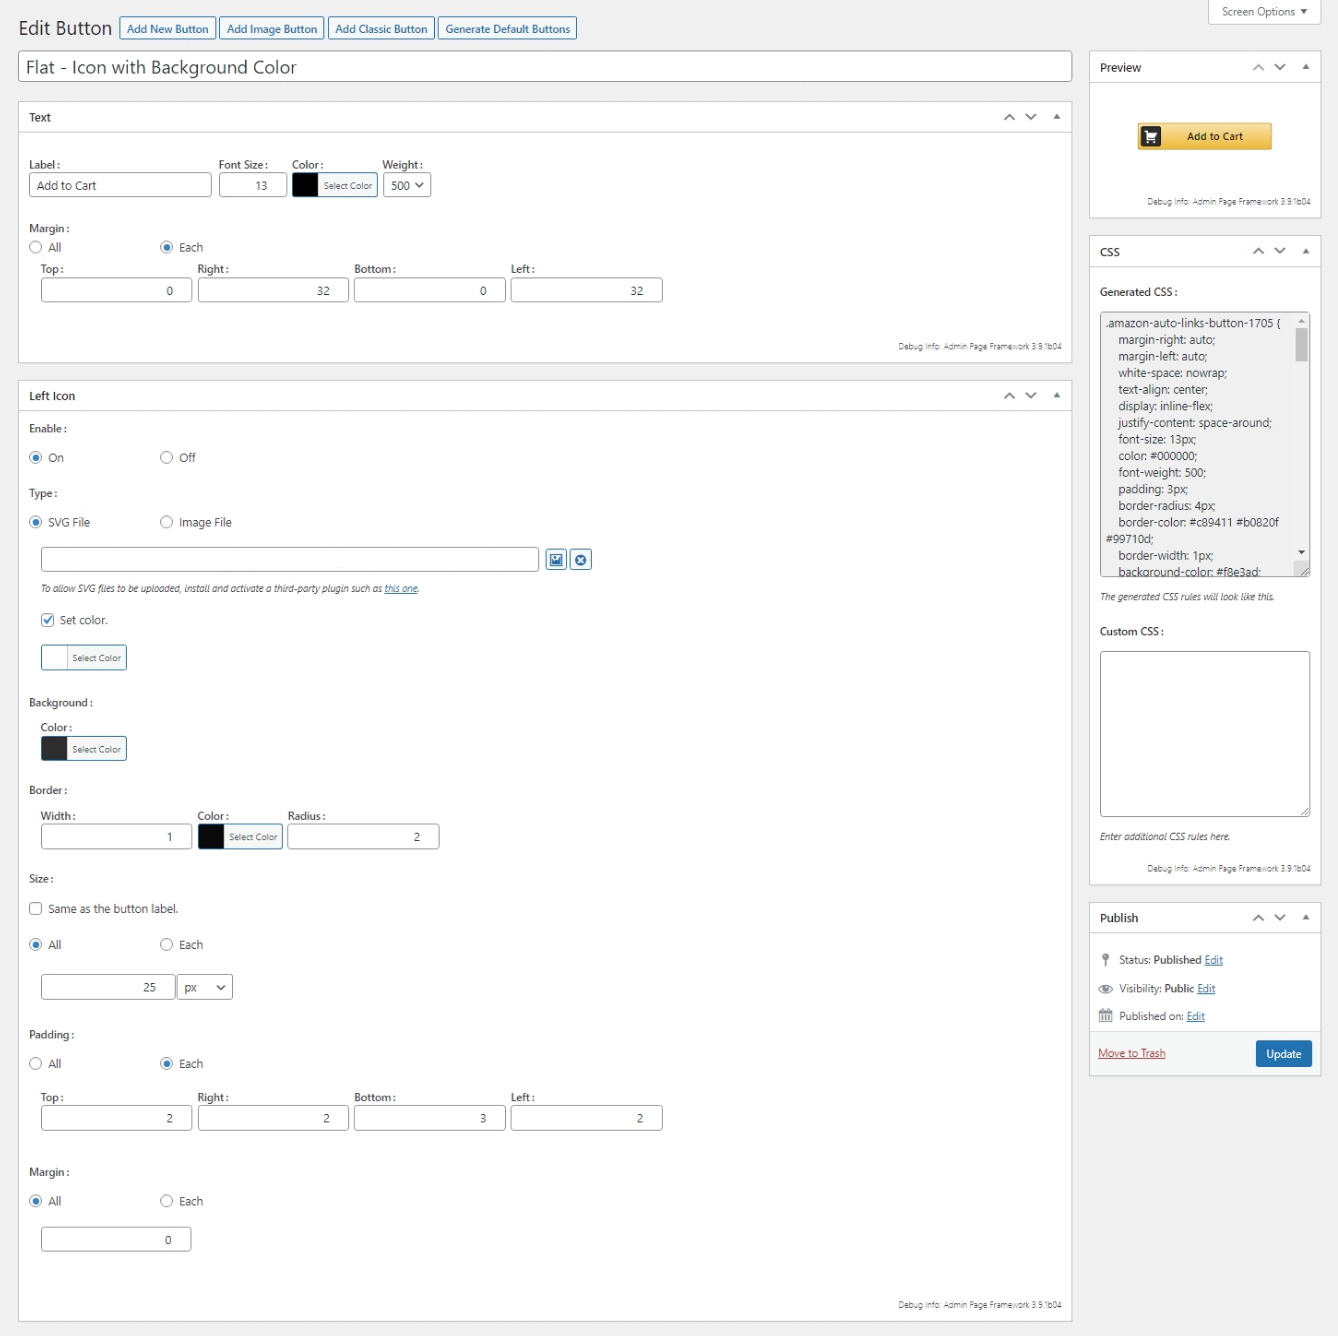 Screen Options ▼
Edit Button
Add New Button
Add Image Button
Add Classic Button
Generate Default Buttons
Flat - Icon with Background Color
Text
Label :
Font Size :
Color :
Weight :
Add to Cart
13
Select Color
500
Margin :
All
Each
Top :
Right :
Bottom :
Left :
0
32
0
32
Debug Info: Admin Page Framework 3.9.1b04
Left Icon
Enable :
On
Off
Type :
SVG File
Image File
To allow SVG files to be uploaded, install and activate a third-party plugin such as this one.
Set color.
Select Color
Background :
Color :
Select Color
Border :
Width :
Color :
Radius :
1
Select Color
2
Size :
Same as the button label.
All
Each
25
px
Padding :
All
Each
Top :
Right :
Bottom :
Left :
2
2
3
2
Margin :
All
Each
0
Debug Info: Admin Page Framework 3.9.1b04
Preview
Add to Cart
Debug Info: Admin Page Framework 3.9.1b04
CSS
Generated CSS :
.amazon-auto-links-button-1705 {
margin-right: auto;
margin-left: auto;
white-space: nowrap;
text-align: center;
display: inline-flex;
justify-content: space-around;
font-size: 13px;
color: #000000;
font-weight: 500;
padding: 3px;
border-radius: 4px;
border-color: #c89411 #b0820f
#99710d;
border-width: 1px;
background-color: #f8e3ad;
The generated CSS rules will look like this.
Custom CSS :
Enter additional CSS rules here.
Debug Info: Admin Page Framework 3.9.1b04
Publish
Status: Published Edit
Visibility: Public Edit
Published on: Edit
Move to Trash
Update